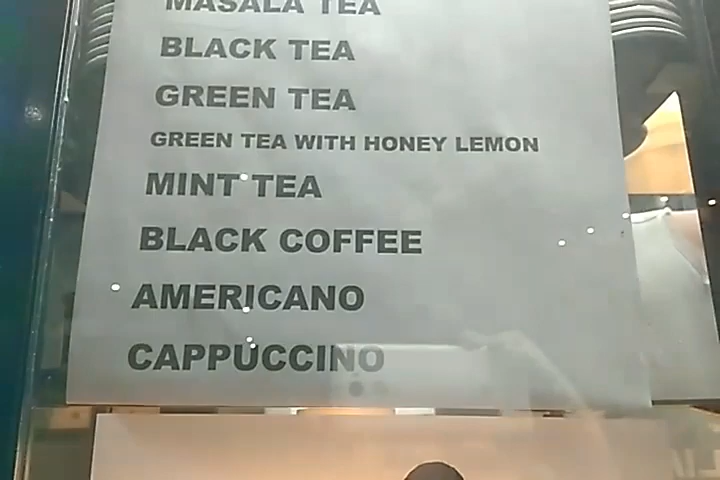 MASALA TEA
BLACK TEA
GREEN TEA
GREEN TEA WITH HONEY LEMON
MINT TEA
BLACK COFFEE
AMERICANO
CAPPUCCINO